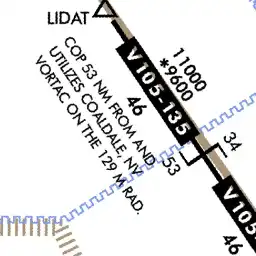 LIDAT
COP 53 NM FROM AND
UTILIZES COALDALE, NV
VORTAC ON THE 129 M RAD.
V105-135
11000
*9600
46
53
34
V105
46